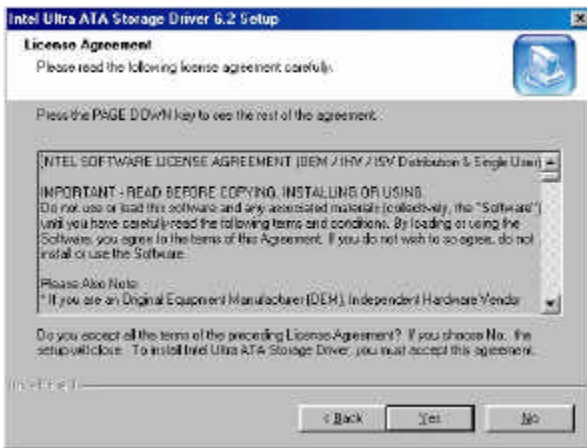 Intel Ultra ATA Storage Driver 6.2 Setup
License Agreement
Please read the following license agreement carefully.
Press the PAGE DOWN key to see the rest of the agreement.
INTEL SOFTWARE LICENSE AGREEMENT (OEM / IHV / ISV Distribution & Single User)
IMPORTANT - READ BEFORE COPYING, INSTALLING OR USING.
Do not use or load this software and any associated materials (collectively, the "Software")
until you have carefully read the following terms and conditions. By loading or using the
Software, you agree to the terms of this Agreement. If you do not wish to so agree, do not
install or use the Software.
Please Also Note:
* If you are an Original Equipment Manufacturer (OEM), Independent Hardware Vendor
Do you accept all the terms of the preceding License Agreement? If you choose No, the
setup will close. To install Intel Ultra ATA Storage Driver, you must accept this agreement.
< Back
Yes
No